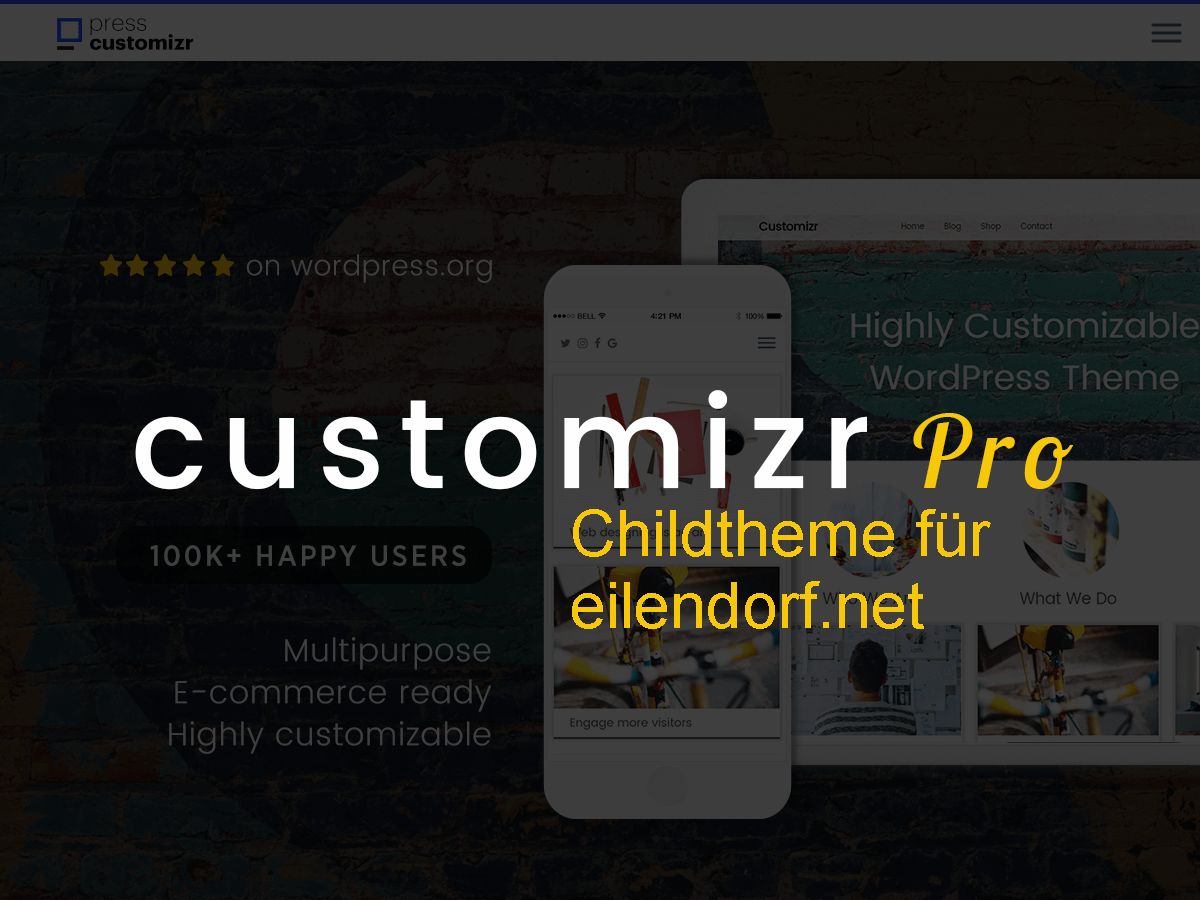 press
customizr
Customizr
Home Blog Shop Contact
on wordpress.org
BELL 4:21 PM 100%
Highly Customizable
WordPress Theme
customizr Pro
Childtheme für
eilendorf.net
100K+ HAPPY USERS
What We Do
Multipurpose
E-commerce ready
Highly customizable
Engage more visitors